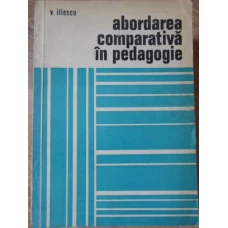 v. iliescu
abordarea
comparativă
în pedagogie